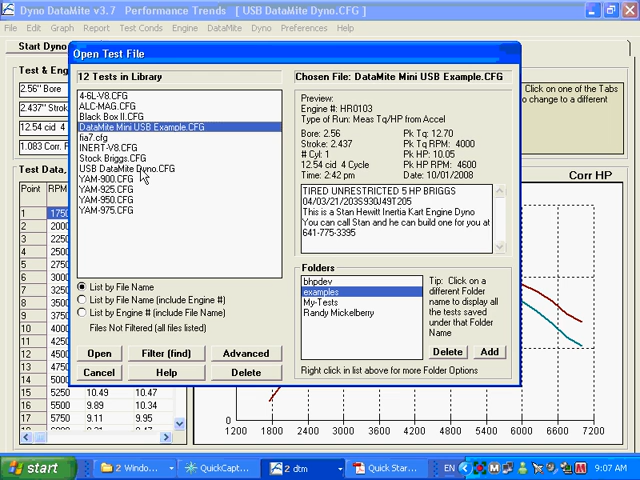 Dyno DataMite v3.7   Performance Trends   [ USB DataMite Dyno.CFG ]
File Edit Graph Report Test Conds Engine DataMite Dyno Preferences Help
Start Dyno
Test & Eng
2.56" Bore
2.437" Stroke
12.54 cid 4
1.083 Corr. F
Test Data,
Point RPM
1 1750
2 2000
3
4
5
6
7
8
9
10
11
12
13
14
15 5250 10.49 10.47
16 5500 9.89 10.34
17 5750 9.11 9.95
Open Test File
12 Tests in Library
4-6L-V8.CFG
ALC-MAG.CFG
Black Box II.CFG
DataMite Mini USB Example.CFG
fia7.cfg
INERT-V8.CFG
Stock Briggs.CFG
USB DataMite Dyno.CFG
YAM-900.CFG
YAM-925.CFG
YAM-950.CFG
YAM-975.CFG
List by File Name
List by File Name (include Engine #)
List by Engine # (include File Name)
Files Not Filtered (all files listed)
Open Filter (find) Advanced
Cancel Help Delete
Chosen File: DataMite Mini USB Example.CFG
Preview:
Engine #: HR0103
Type of Run: Meas Tq/HP from Accel
Bore: 2.56 Pk Tq: 12.70
Stroke: 2.437 Pk Tq RPM: 4000
# Cyl: 1 Pk HP: 10.05
12.54 cid 4 Cycle Pk HP RPM: 4600
Time: 2:42 pm Date: 10/01/2008
TIRED UNRESTRICTED 5 HP BRIGGS
04/03/21/203S930J49T205
This is a Stan Hewitt Inertia Kart Engine Dyno
You can call Stan and he can build one for you at
641-775-3395
Folders
bhpdev
examples
My-Tests
Randy Mickelberry
Tip: Click on
a different
Folder
name to display
all the tests
saved
under that
Folder
Name
Delete Add
Right click in list above for more Folder Options
Click on one of the Tabs
to change to a different
Corr HP
0
1200 1800 2400 3000 3600 4200 4800 5400 6000 6600 7200
start 2 Window... QuickCapt... 2 dtm Quick Star... EN 9:07 AM